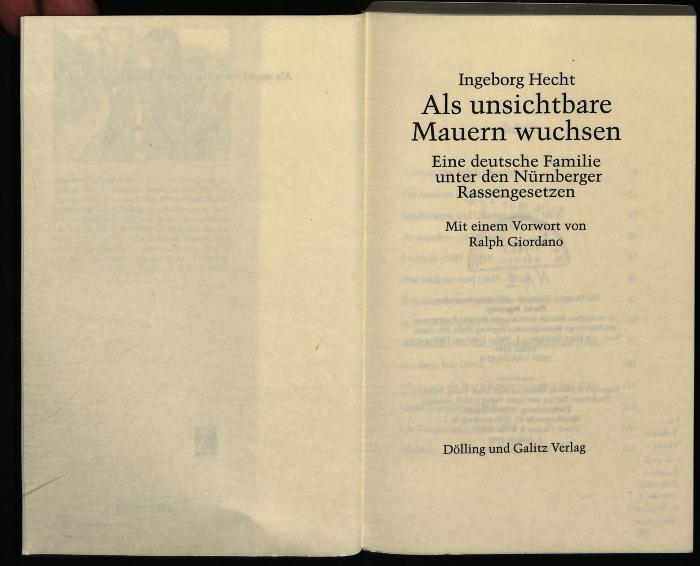 Ingeborg Hecht
Als unsichtbare
Mauern wuchsen
Eine deutsche Familie
unter den Nürnberger
Rassengesetzen
Mit einem Vorwort von
Ralph Giordano
Dölling und Galitz Verlag